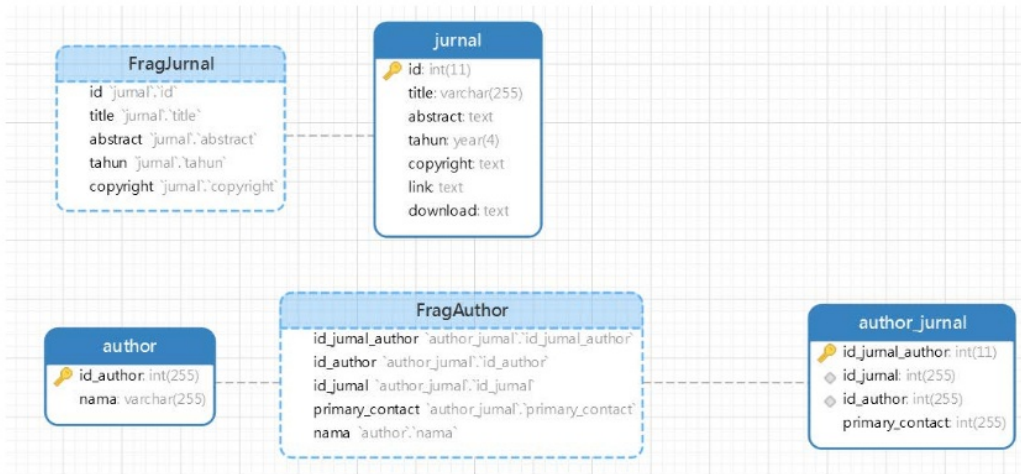 FragJurnal
id `jurnal`.`id`
title `jurnal`.`title`
abstract `jurnal`.`abstract`
tahun `jurnal`.`tahun`
copyright `jurnal`.`copyright`
jurnal
id: int(11)
title: varchar(255)
abstract: text
tahun: year(4)
copyright: text
link: text
download: text
author
id_author: int(255)
nama: varchar(255)
FragAuthor
id_jurnal_author `author_jurnal`.`id_jurnal_author`
id_author `author_jurnal`.`id_author`
id_jurnal `author_jurnal`.`id_jurnal`
primary_contact `author_jurnal`.`primary_contact`
nama `author`.`nama`
author_jurnal
id_jurnal_author: int(11)
id_jurnal: int(255)
id_author: int(255)
primary_contact: int(255)